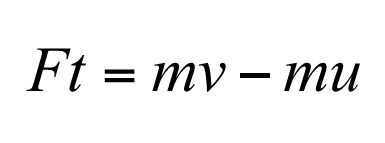 Ft = mv − mu